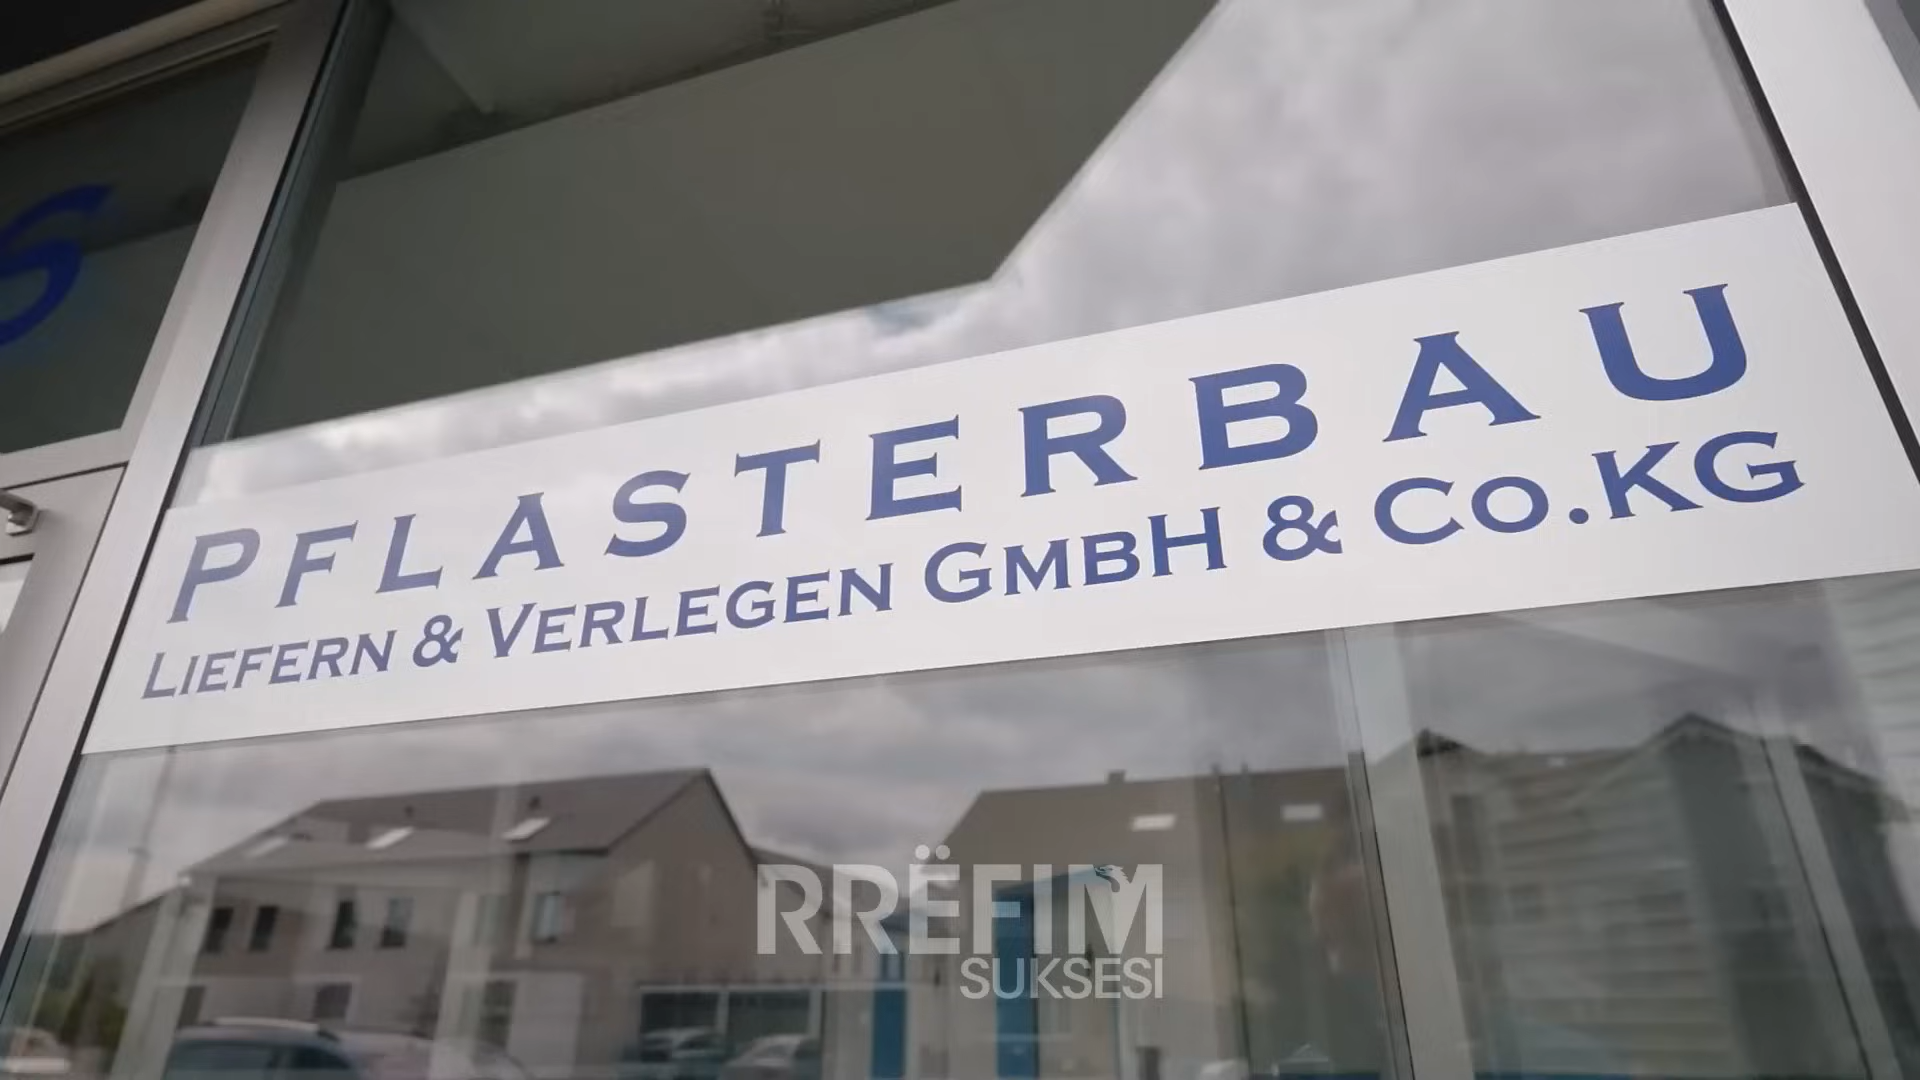 S
PFLASTERBAU
LIEFERN & VERLEGEN GMBH & CO.KG
RRËFIM
SUKSESI